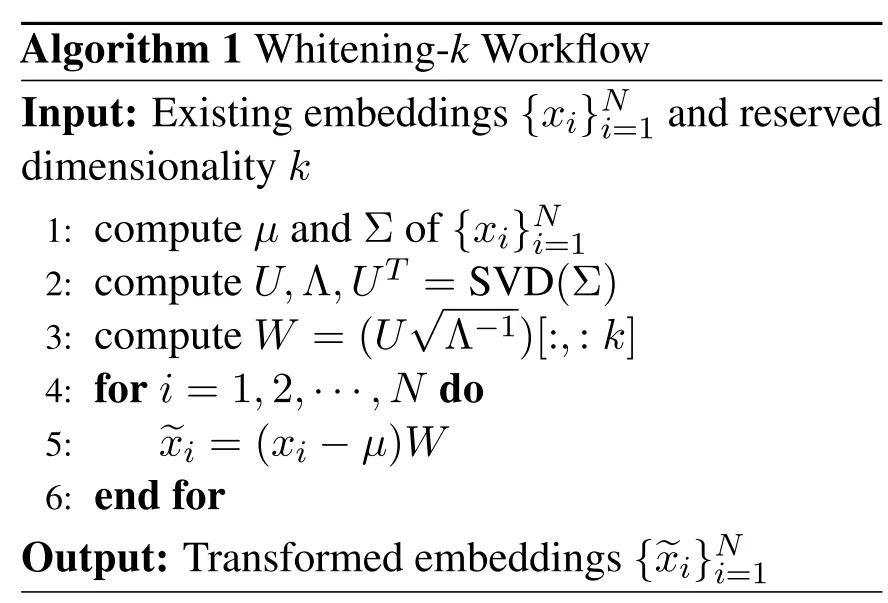 Algorithm 1 Whitening-k Workflow
Input: Existing embeddings $\{x_i\}_{i=1}^{N}$ and reserved
dimensionality $k$
1: compute $\mu$ and $\Sigma$ of $\{x_i\}_{i=1}^{N}$
2: compute $U, \Lambda, U^T = \text{SVD}(\Sigma)$
3: compute $W = (U\sqrt{\Lambda^{-1}})[:,:k]$
4: for $i = 1, 2, \cdots, N$ do
5: $\widetilde{x}_i = (x_i - \mu)W$
6: end for
Output: Transformed embeddings $\{\widetilde{x}_i\}_{i=1}^{N}$